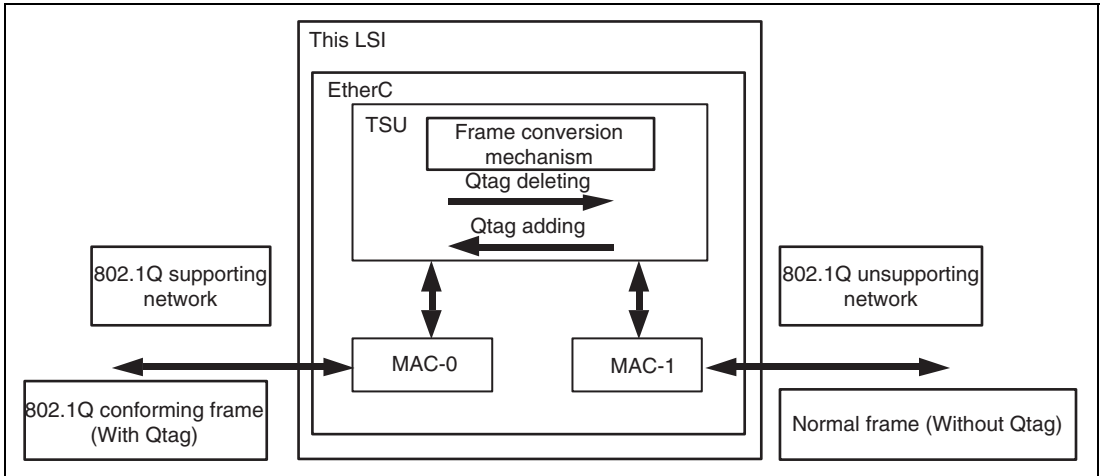 This LSI
EtherC
TSU
Frame conversion
mechanism
Qtag deleting
Qtag adding
802.1Q supporting
network
802.1Q unsupporting
network
MAC-0
MAC-1
802.1Q conforming frame
(With Qtag)
Normal frame (Without Qtag)